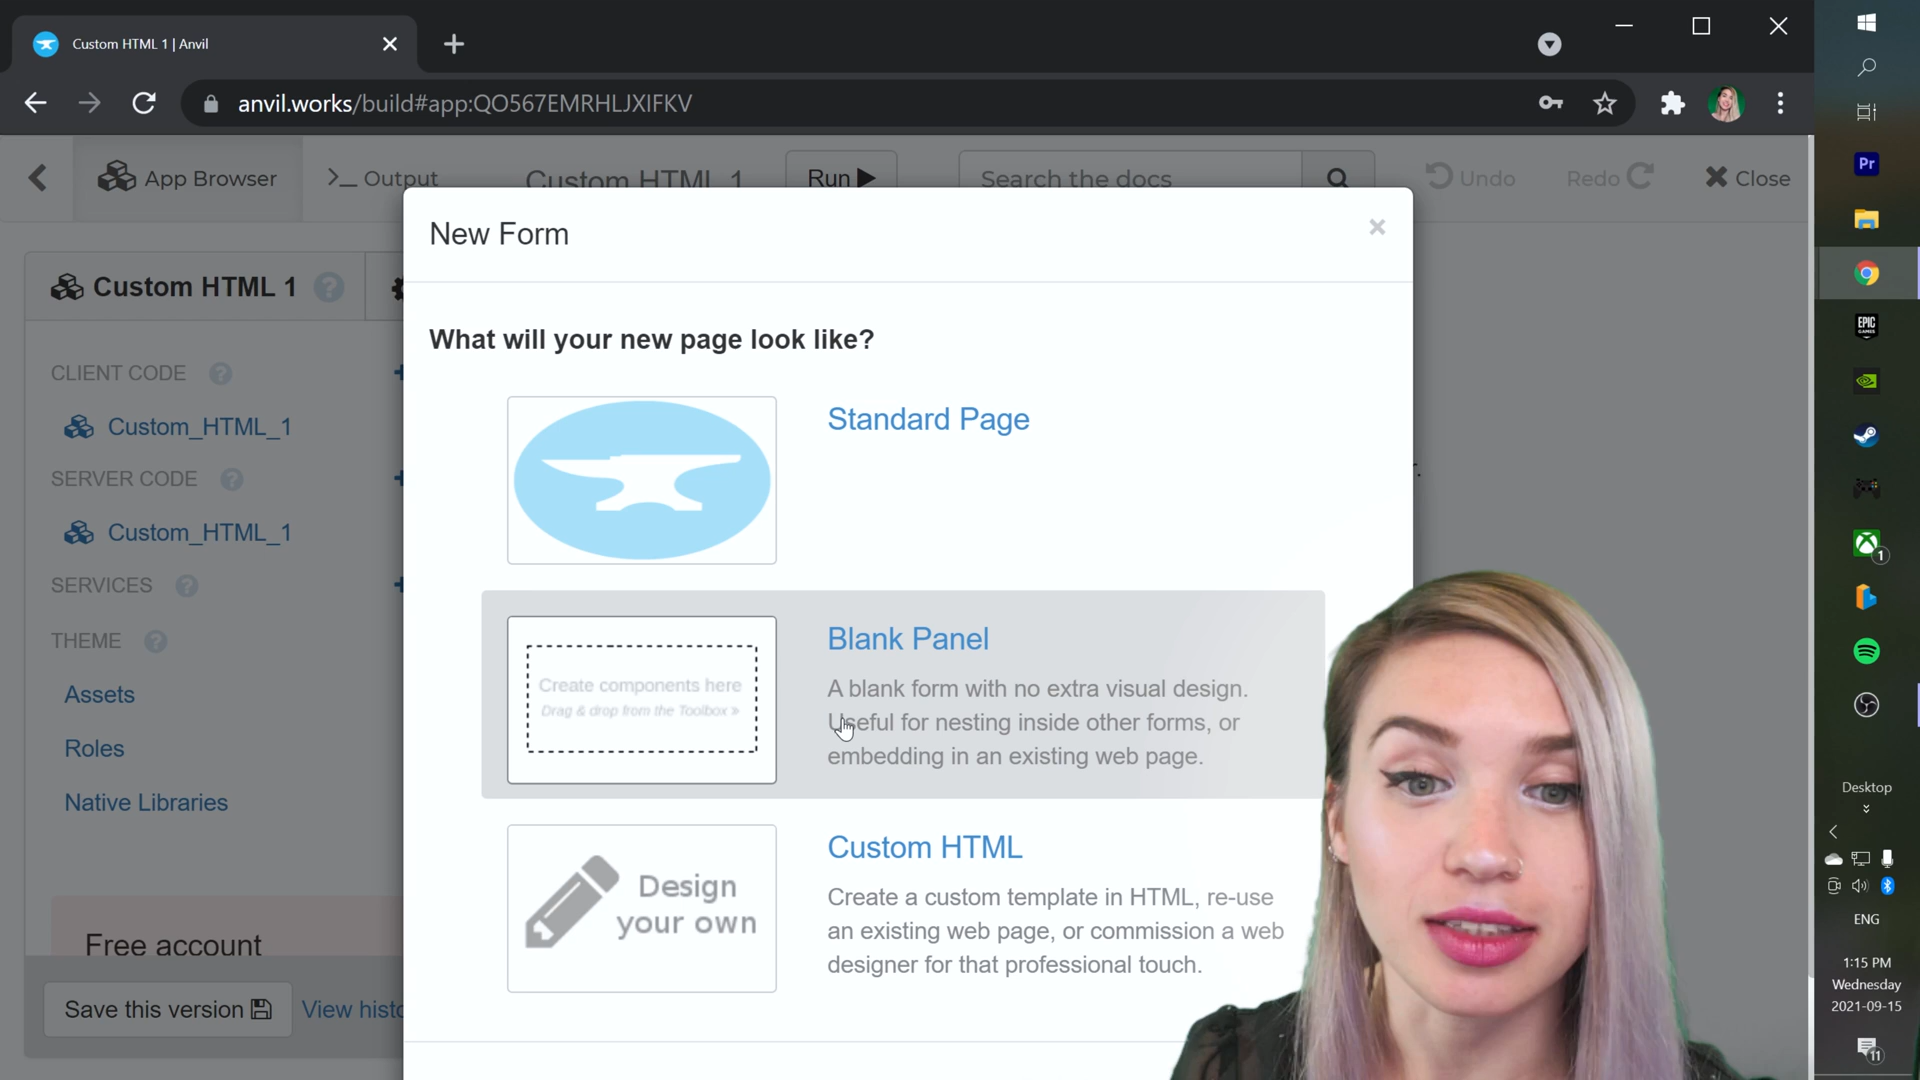 Custom HTML 1 | Anvil
anvil.works/build#app:QO567EMRHLJXIFKV
App Browser
>_ Output
Custom HTML 1
Run
Search the docs
Undo
Redo
Close
New Form
×
Custom HTML 1 ?
What will your new page look like?
CLIENT CODE ?
Custom_HTML_1
SERVER CODE ?
Custom_HTML_1
SERVICES ?
THEME ?
Assets
Roles
Native Libraries
Free account
Save this version
View histo
Standard Page
Create components here
Drag & drop from the Toolbox »
Blank Panel
A blank form with no extra visual design.
Useful for nesting inside other forms, or
embedding in an existing web page.
Design
your own
Custom HTML
Create a custom template in HTML, re-use
an existing web page, or commission a web
designer for that professional touch.
Pr
EPIC
GAMES
1
Desktop
ENG
1:15 PM
Wednesday
2021-09-15
11